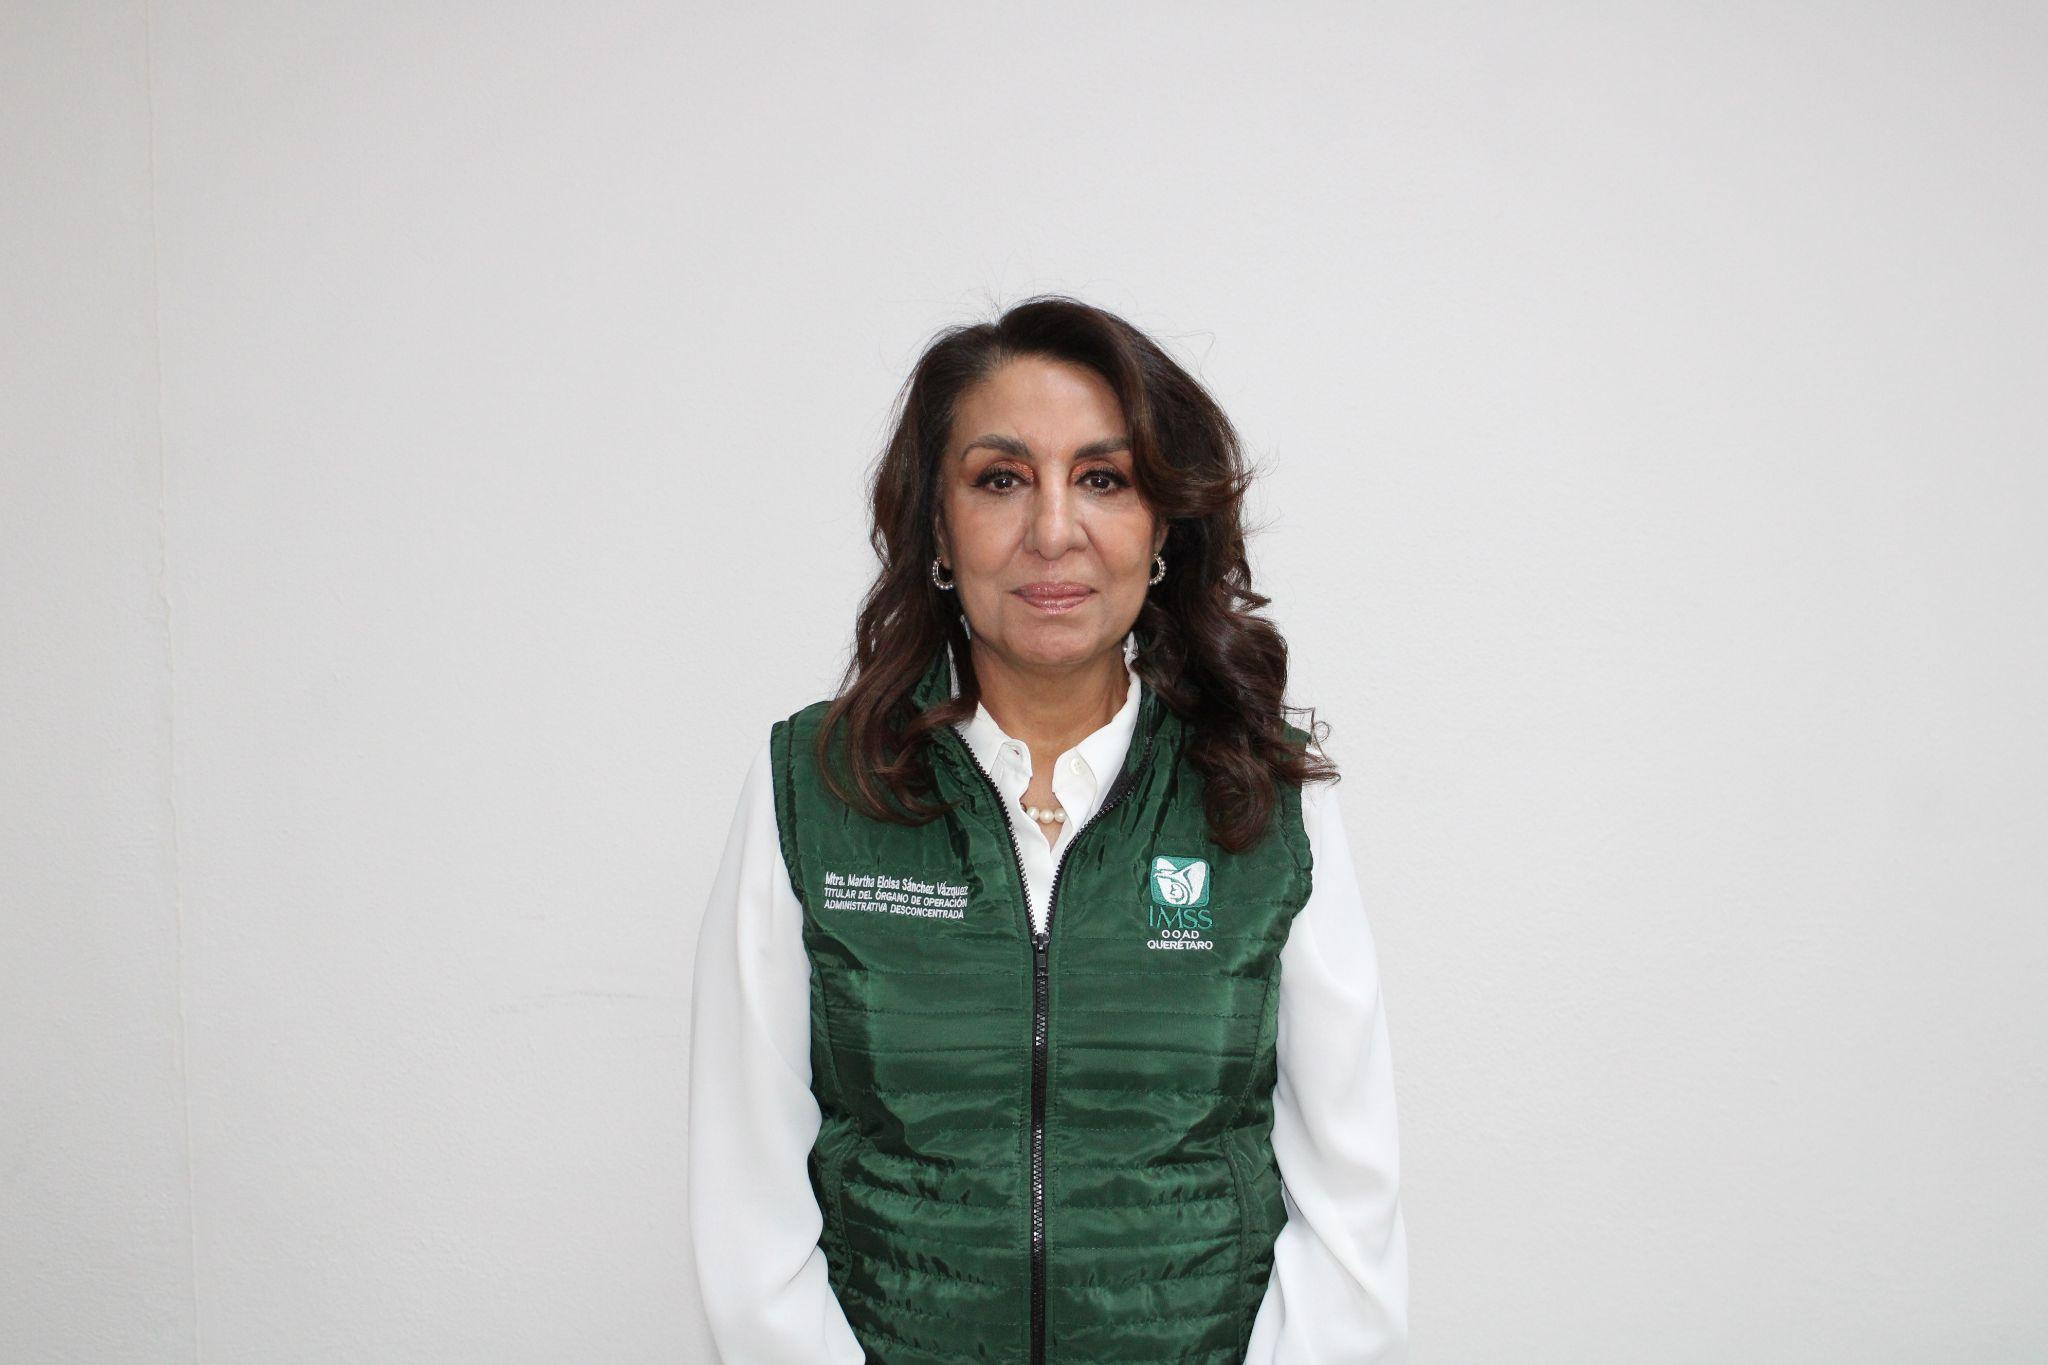 Mtra. Martha Eloisa Sánchez Vázquez
TITULAR DEL ÓRGANO DE OPERACIÓN
ADMINISTRATIVA DESCONCENTRADA
IMSS
OOAD
QUERÉTARO